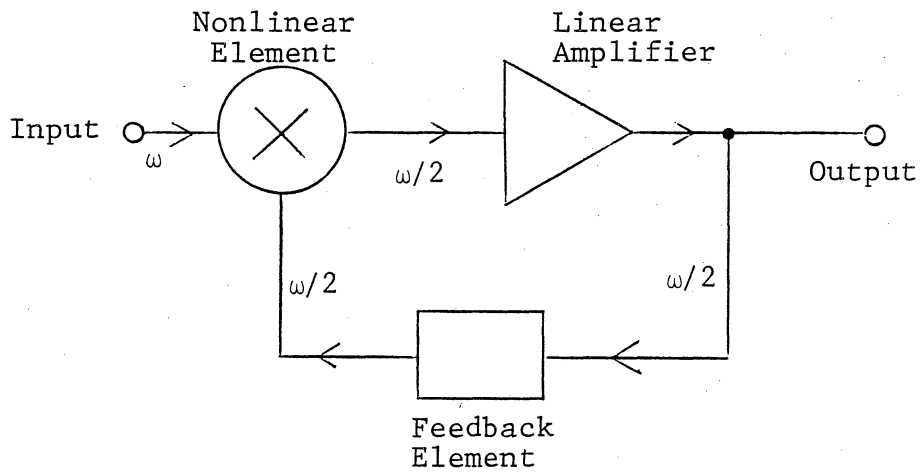 Nonlinear
Element
Linear
Amplifier
Input
ω
ω/2
Output
ω/2
ω/2
Feedback
Element